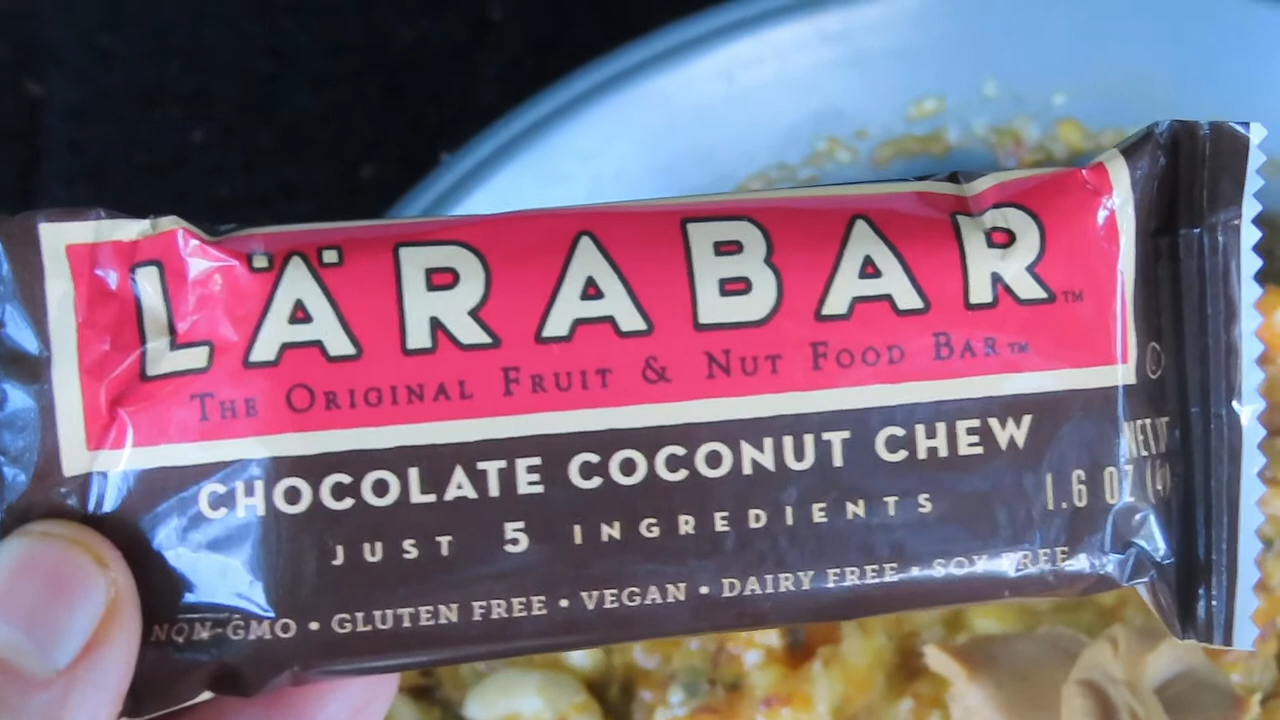 LÄRABAR™
The Original Fruit & Nut Food Bar™
CHOCOLATE COCONUT CHEW
JUST 5 INGREDIENTS
NET
1.6 OZ
NON-GMO • GLUTEN FREE • VEGAN • DAIRY FREE • SOY FREE